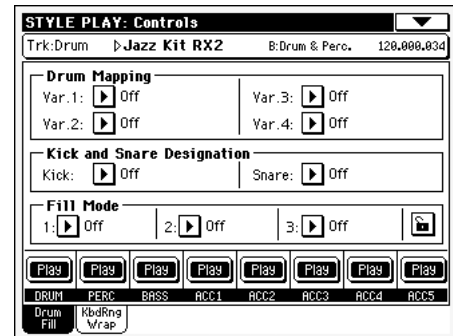 STYLE PLAY: Controls
Trk:Drum ▷Jazz Kit RX2 B:Drum & Perc. 120.000.034
Drum Mapping
Var.1: Off Var.3: Off
Var.2: Off Var.4: Off
Kick and Snare Designation
Kick: Off Snare: Off
Fill Mode
1: Off 2: Off 3: Off
Play Play Play Play Play Play Play Play
DRUM PERC BASS ACC1 ACC2 ACC3 ACC4 ACC5
Drum Fill KbdRng Wrap